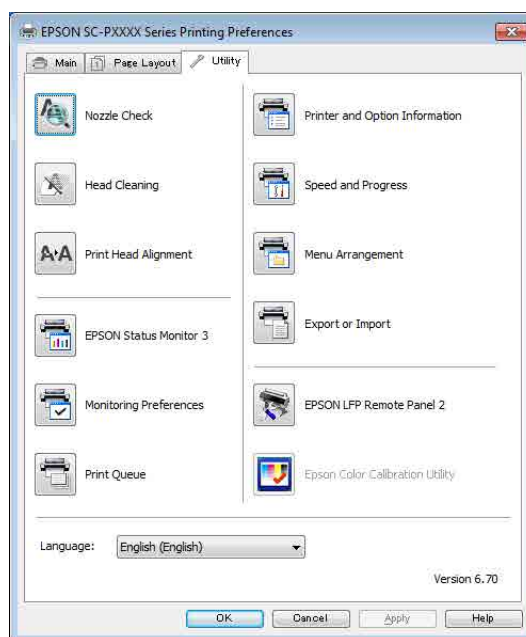 EPSON SC-PXXXX Series Printing Preferences
Main
Page Layout
Utility
Nozzle Check
Head Cleaning
A▸A
Print Head Alignment
EPSON Status Monitor 3
Monitoring Preferences
Print Queue
Printer and Option Information
Speed and Progress
Menu Arrangement
Export or Import
EPSON LFP Remote Panel 2
Epson Color Calibration Utility
Language:
English (English)
Version 6.70
OK
Cancel
Apply
Help